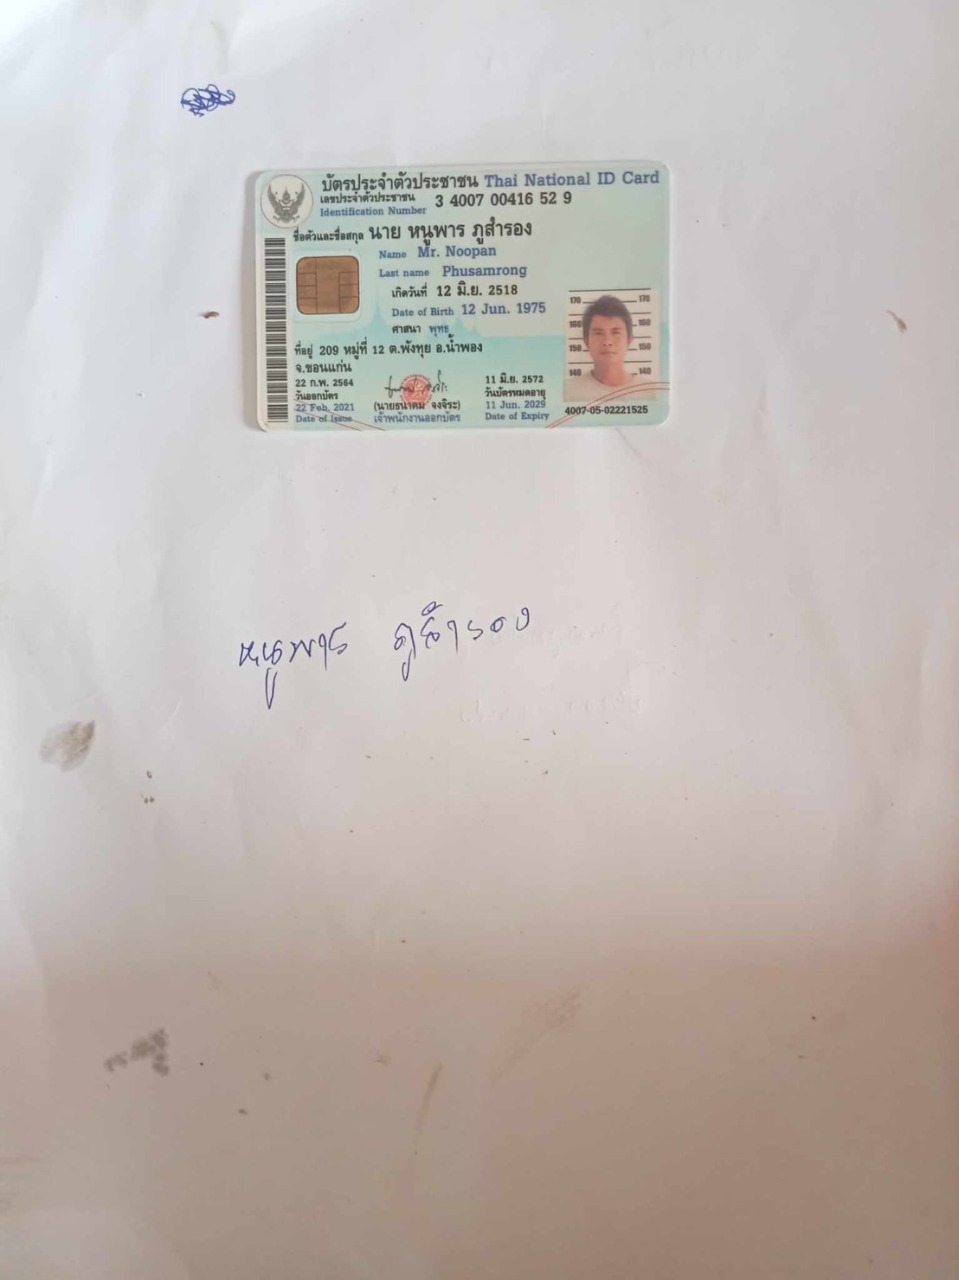 บัตรประจำตัวประชาชน Thai National ID Card
เลขประจำตัวประชาชน 3 4007 00416 52 9
Identification Number
ชื่อตัวและชื่อสกุล นาย หนูพาร ภูสำรอง
Name Mr. Noopan
Last name Phusamrong
เกิดวันที่ 12 มิ.ย. 2518
Date of Birth 12 Jun. 1975
ศาสนา พุทธ
ที่อยู่ 209 หมู่ที่ 12 ต.พังทุย อ.น้ำพอง
จ.ขอนแก่น
22 ก.พ. 2564
วันออกบัตร
22 Feb. 2021
Date of Issue
(นายธนาคม จงจิระ)
เจ้าพนักงานออกบัตร
11 มิ.ย. 2572
วันบัตรหมดอายุ
11 Jun. 2029
Date of Expiry
170 170
160 160
150 150
140 140
4007-05-02221525
หนูพาร ภูสำรอง